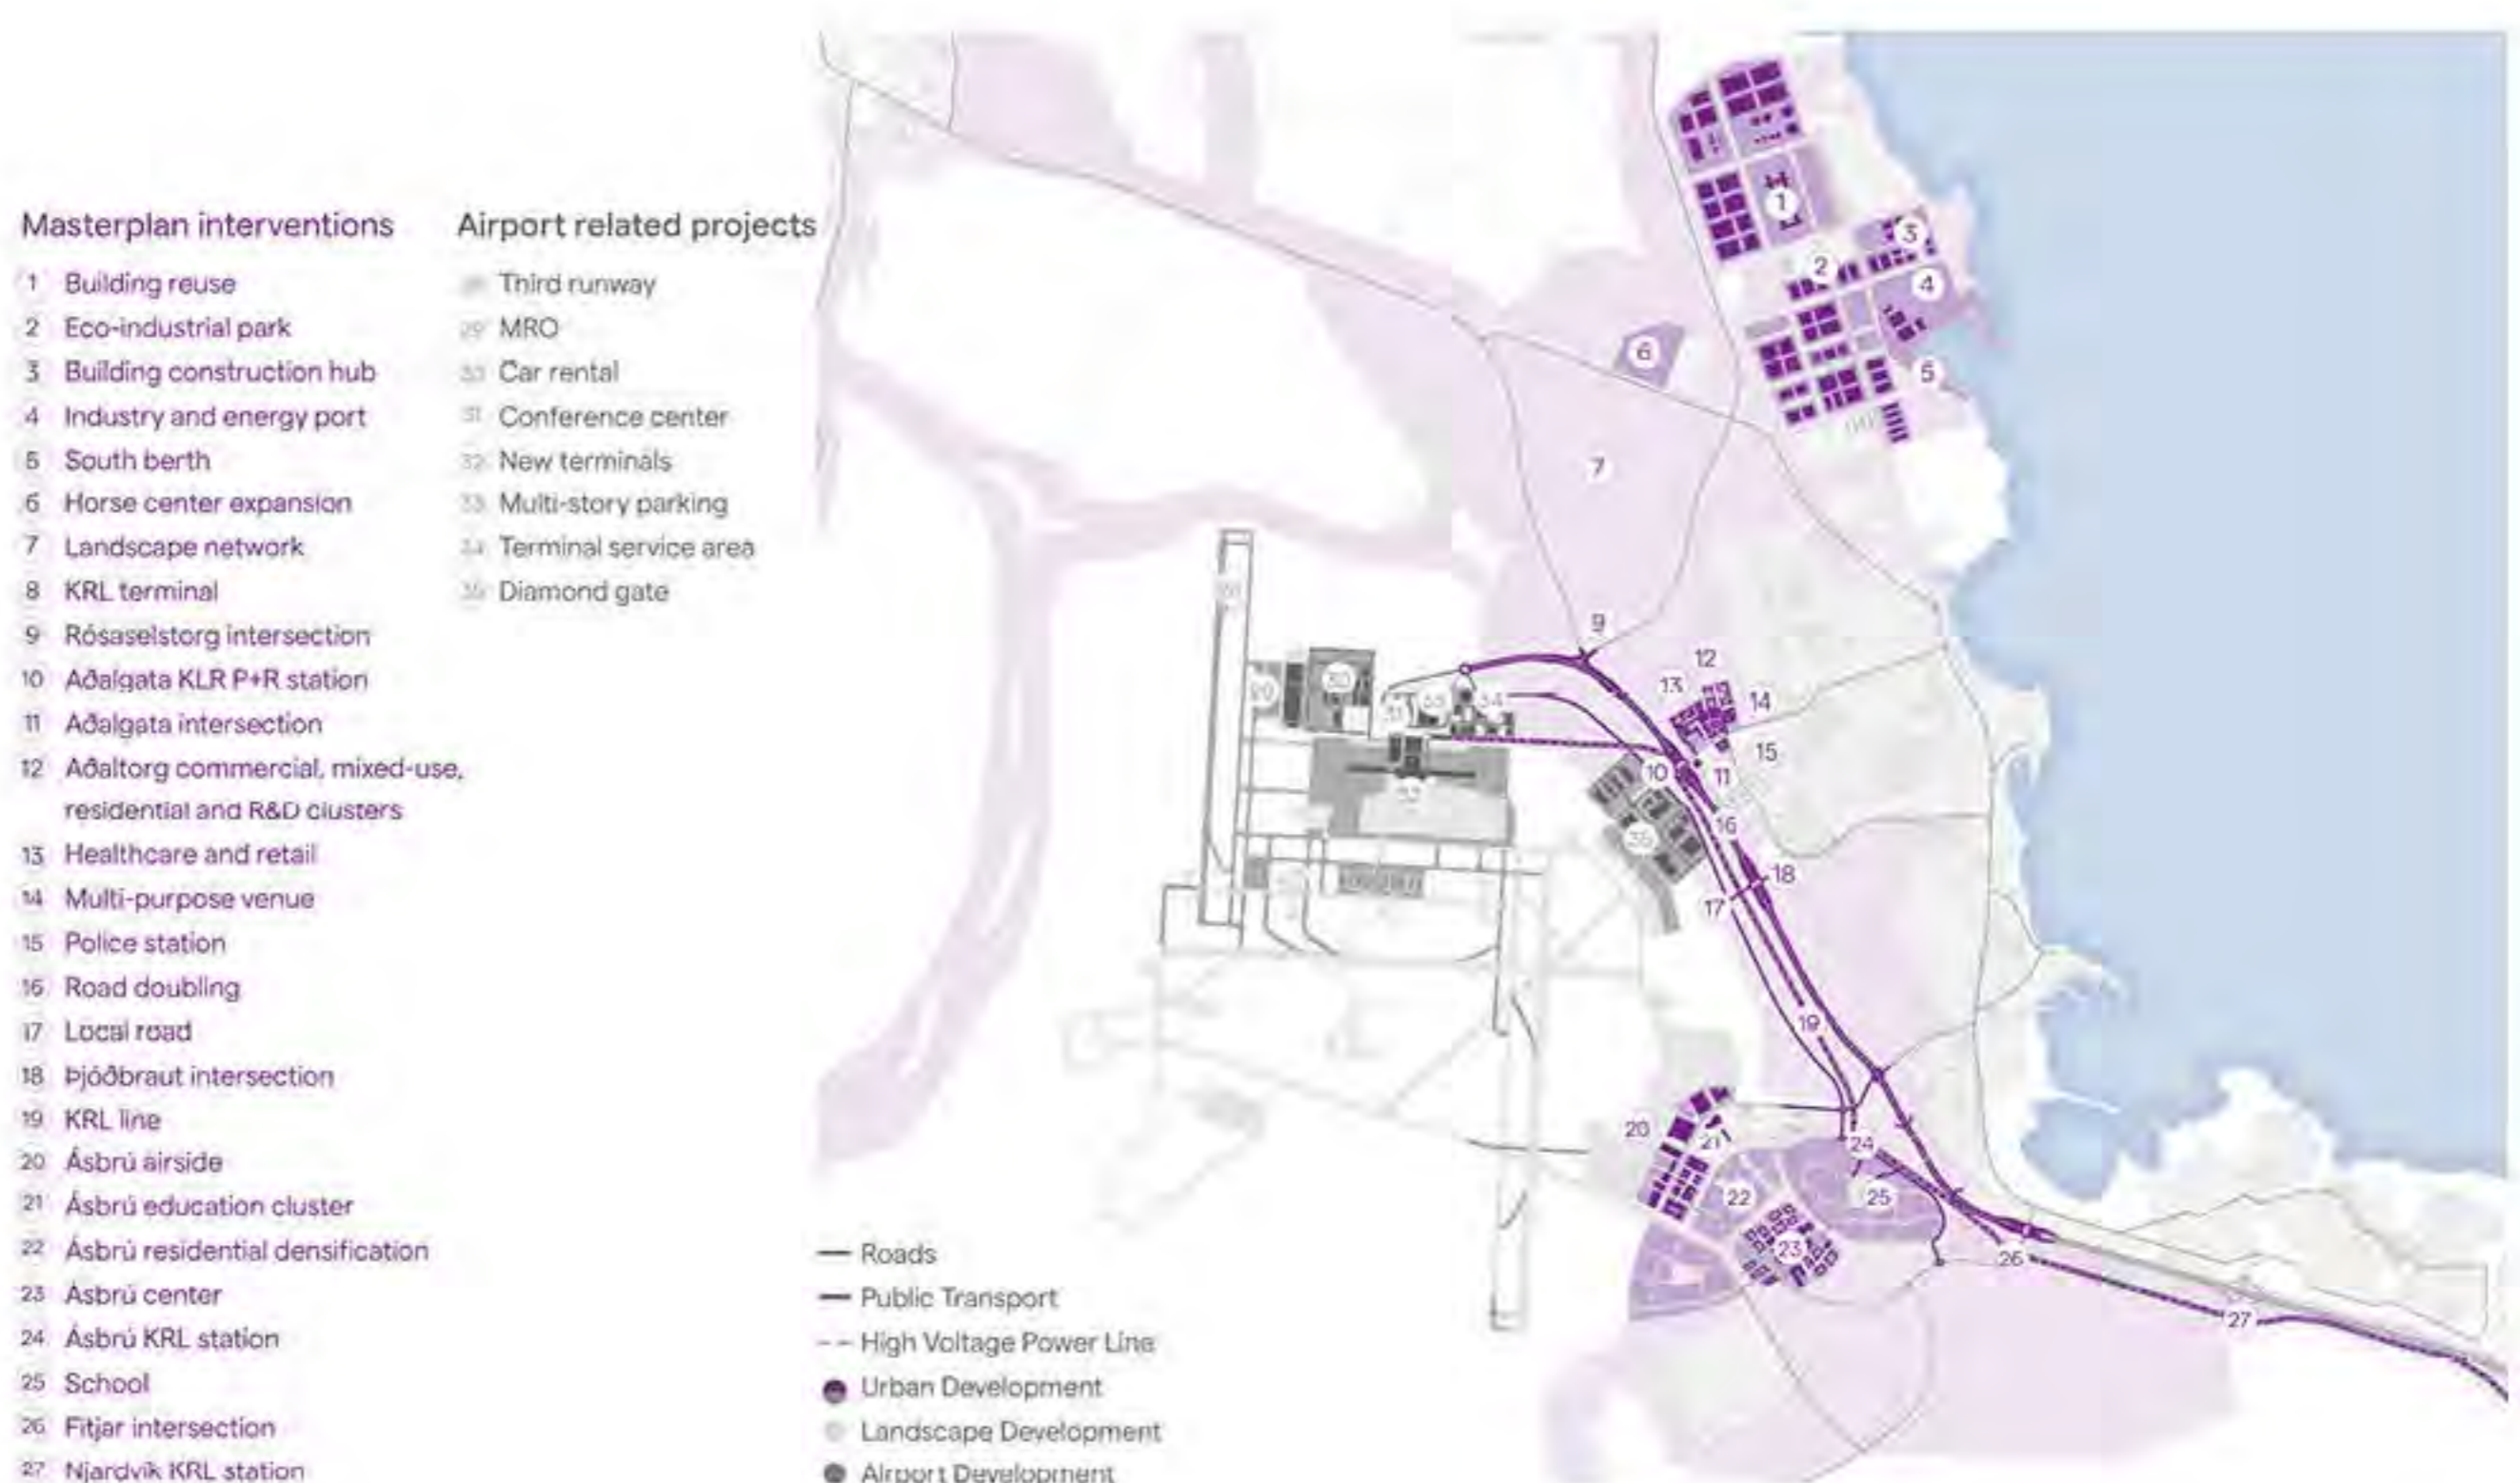 Masterplan interventions
1 Building reuse
2 Eco-industrial park
3 Building construction hub
4 Industry and energy port
5 South berth
6 Horse center expansion
7 Landscape network
8 KRL terminal
9 Rósaselstorg intersection
10 Aðalgata KLR P+R station
11 Aðalgata intersection
12 Aðaltorg commercial, mixed-use,
residential and R&D clusters
13 Healthcare and retail
14 Multi-purpose venue
15 Police station
16 Road doubling
17 Local road
18 Þjóðbraut intersection
19 KRL line
20 Ásbrú airside
21 Ásbrú education cluster
22 Ásbrú residential densification
23 Ásbrú center
24 Ásbrú KRL station
25 School
26 Fitjar intersection
27 Njardvík KRL station
Airport related projects
Third runway
29 MRO
Car rental
31 Conference center
32 New terminals
33 Multi-story parking
34 Terminal service area
35 Diamond gate
Roads
Public Transport
High Voltage Power Line
Urban Development
Landscape Development
Airport Development
1
3
2
4
6
5
7
9
12
13
14
29
30
31
33
34
15
10
11
32
16
35
18
17
19
20
21
24
22
25
23
26
27